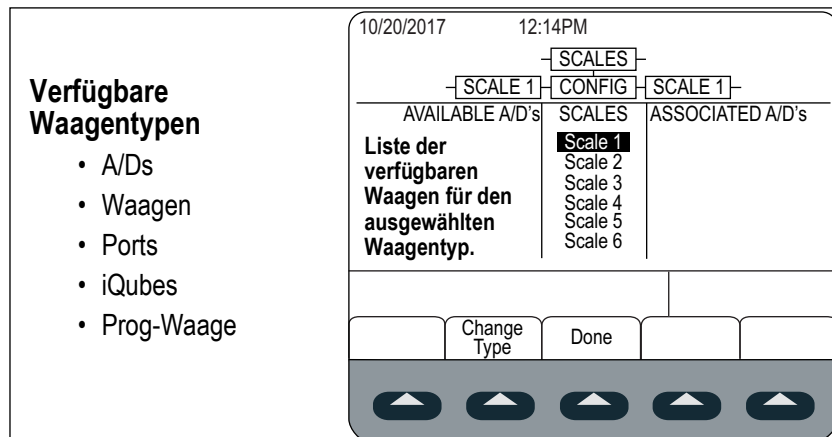 Verfügbare
Waagentypen
• A/Ds
• Waagen
• Ports
• iQubes
• Prog-Waage
10/20/2017 12:14PM
SCALES
SCALE 1 CONFIG SCALE 1
AVAILABLE A/D's SCALES ASSOCIATED A/D's
Liste der
verfügbaren
Waagen für den
ausgewählten
Waagentyp.
Scale 1
Scale 2
Scale 3
Scale 4
Scale 5
Scale 6
Change
Type
Done